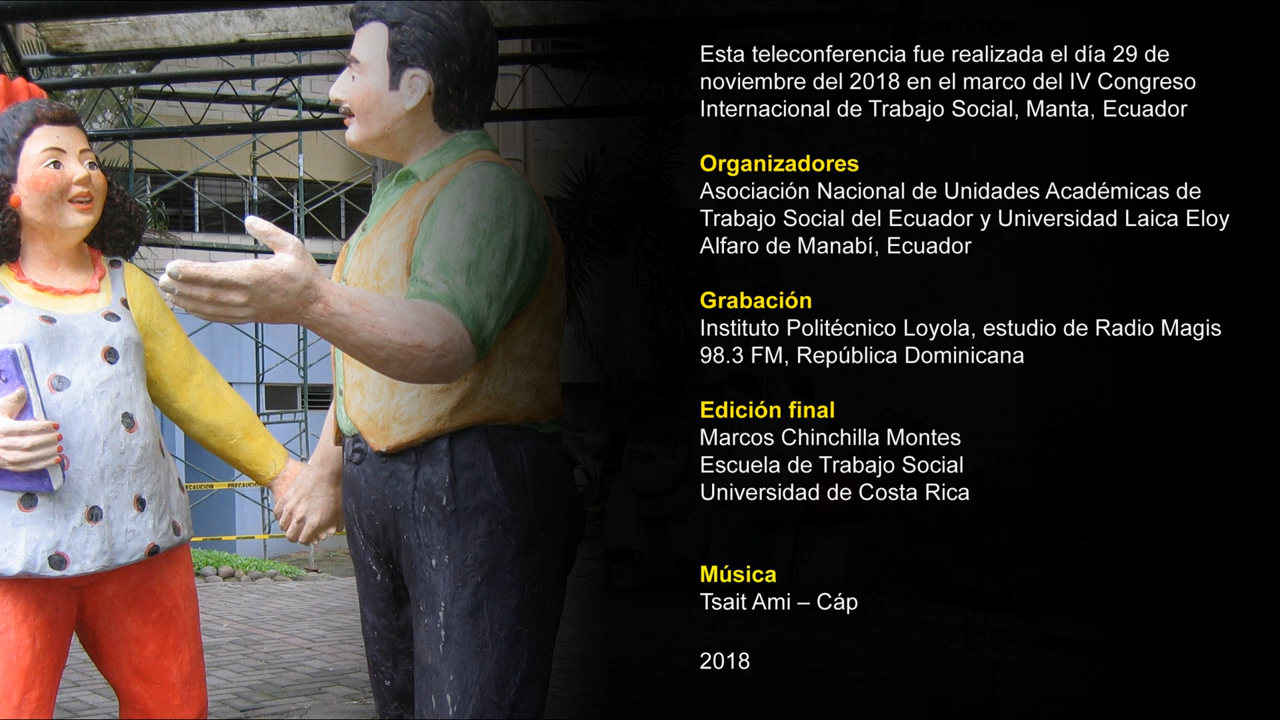 Esta teleconferencia fue realizada el día 29 de
noviembre del 2018 en el marco del IV Congreso
Internacional de Trabajo Social, Manta, Ecuador
Organizadores
Asociación Nacional de Unidades Académicas de
Trabajo Social del Ecuador y Universidad Laica Eloy
Alfaro de Manabí, Ecuador
Grabación
Instituto Politécnico Loyola, estudio de Radio Magis
98.3 FM, República Dominicana
Edición final
Marcos Chinchilla Montes
Escuela de Trabajo Social
Universidad de Costa Rica
Música
Tsait Ami – Cáp
2018
PRECAUCION